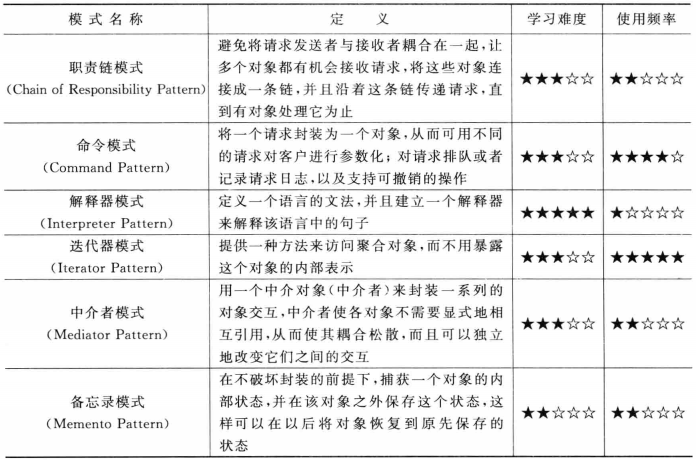 模式名称 定 义 学习难度 使用频率
职责链模式
(Chain of Responsibility Pattern)
避免将请求发送者与接收者耦合在一起,让
多个对象都有机会接收请求,将这些对象连
接成一条链,并且沿着这条链传递请求,直
到有对象处理它为止
★★★☆☆ ★★☆☆☆
命令模式
(Command Pattern)
将一个请求封装为一个对象,从而可用不同
的请求对客户进行参数化;对请求排队或者
记录请求日志,以及支持可撤销的操作
★★★☆☆ ★★★★☆
解释器模式
(Interpreter Pattern)
定义一个语言的文法,并且建立一个解释器
来解释该语言中的句子
★★★★★ ★☆☆☆☆
迭代器模式
(Iterator Pattern)
提供一种方法来访问聚合对象,而不用暴露
这个对象的内部表示
★★★☆☆ ★★★★★
中介者模式
(Mediator Pattern)
用一个中介对象(中介者)来封装一系列的
对象交互,中介者使各对象不需要显式地相
互引用,从而使其耦合松散,而且可以独立
地改变它们之间的交互
★★★☆☆ ★★☆☆☆
备忘录模式
(Memento Pattern)
在不破坏封装的前提下,捕获一个对象的内
部状态,并在该对象之外保存这个状态,这
样可以在以后将对象恢复到原先保存的
状态
★★☆☆☆ ★★☆☆☆